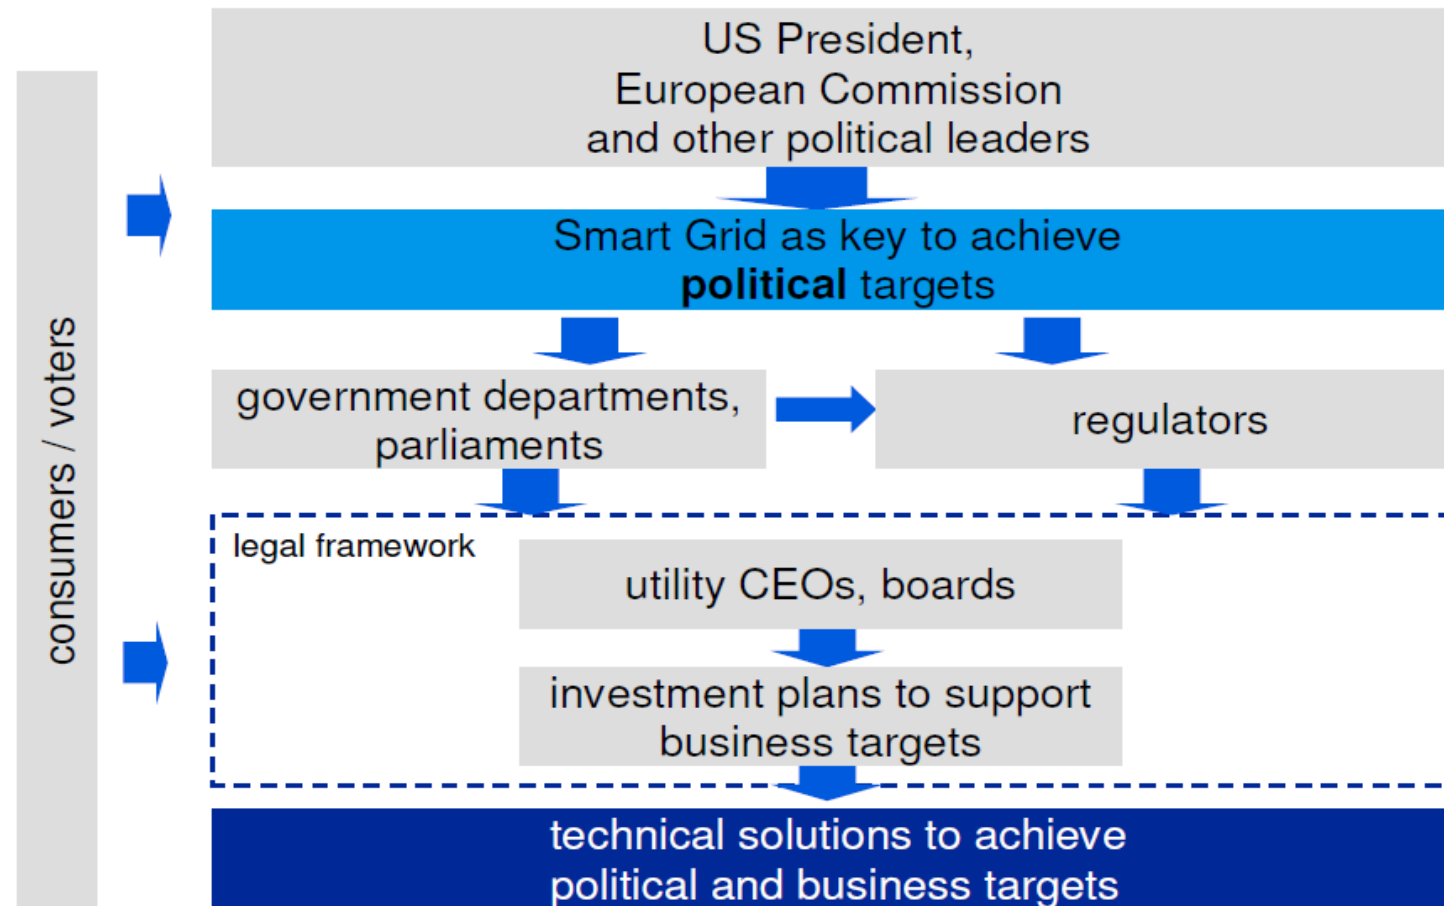 US President,
European Commission
and other political leaders
Smart Grid as key to achieve
political targets
government departments,
parliaments
regulators
consumers / voters
legal framework
utility CEOs, boards
investment plans to support
business targets
technical solutions to achieve
political and business targets